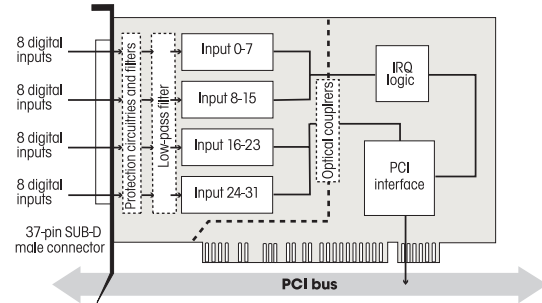 8 digital
inputs
8 digital
inputs
8 digital
inputs
8 digital
inputs
37-pin SUB-D
male connector
Protection circuitries and filters
Low-pass filter
Input 0-7
Input 8-15
Input 16-23
Input 24-31
Optical couplrers
IRQ
logic
PCI
interface
PCI bus